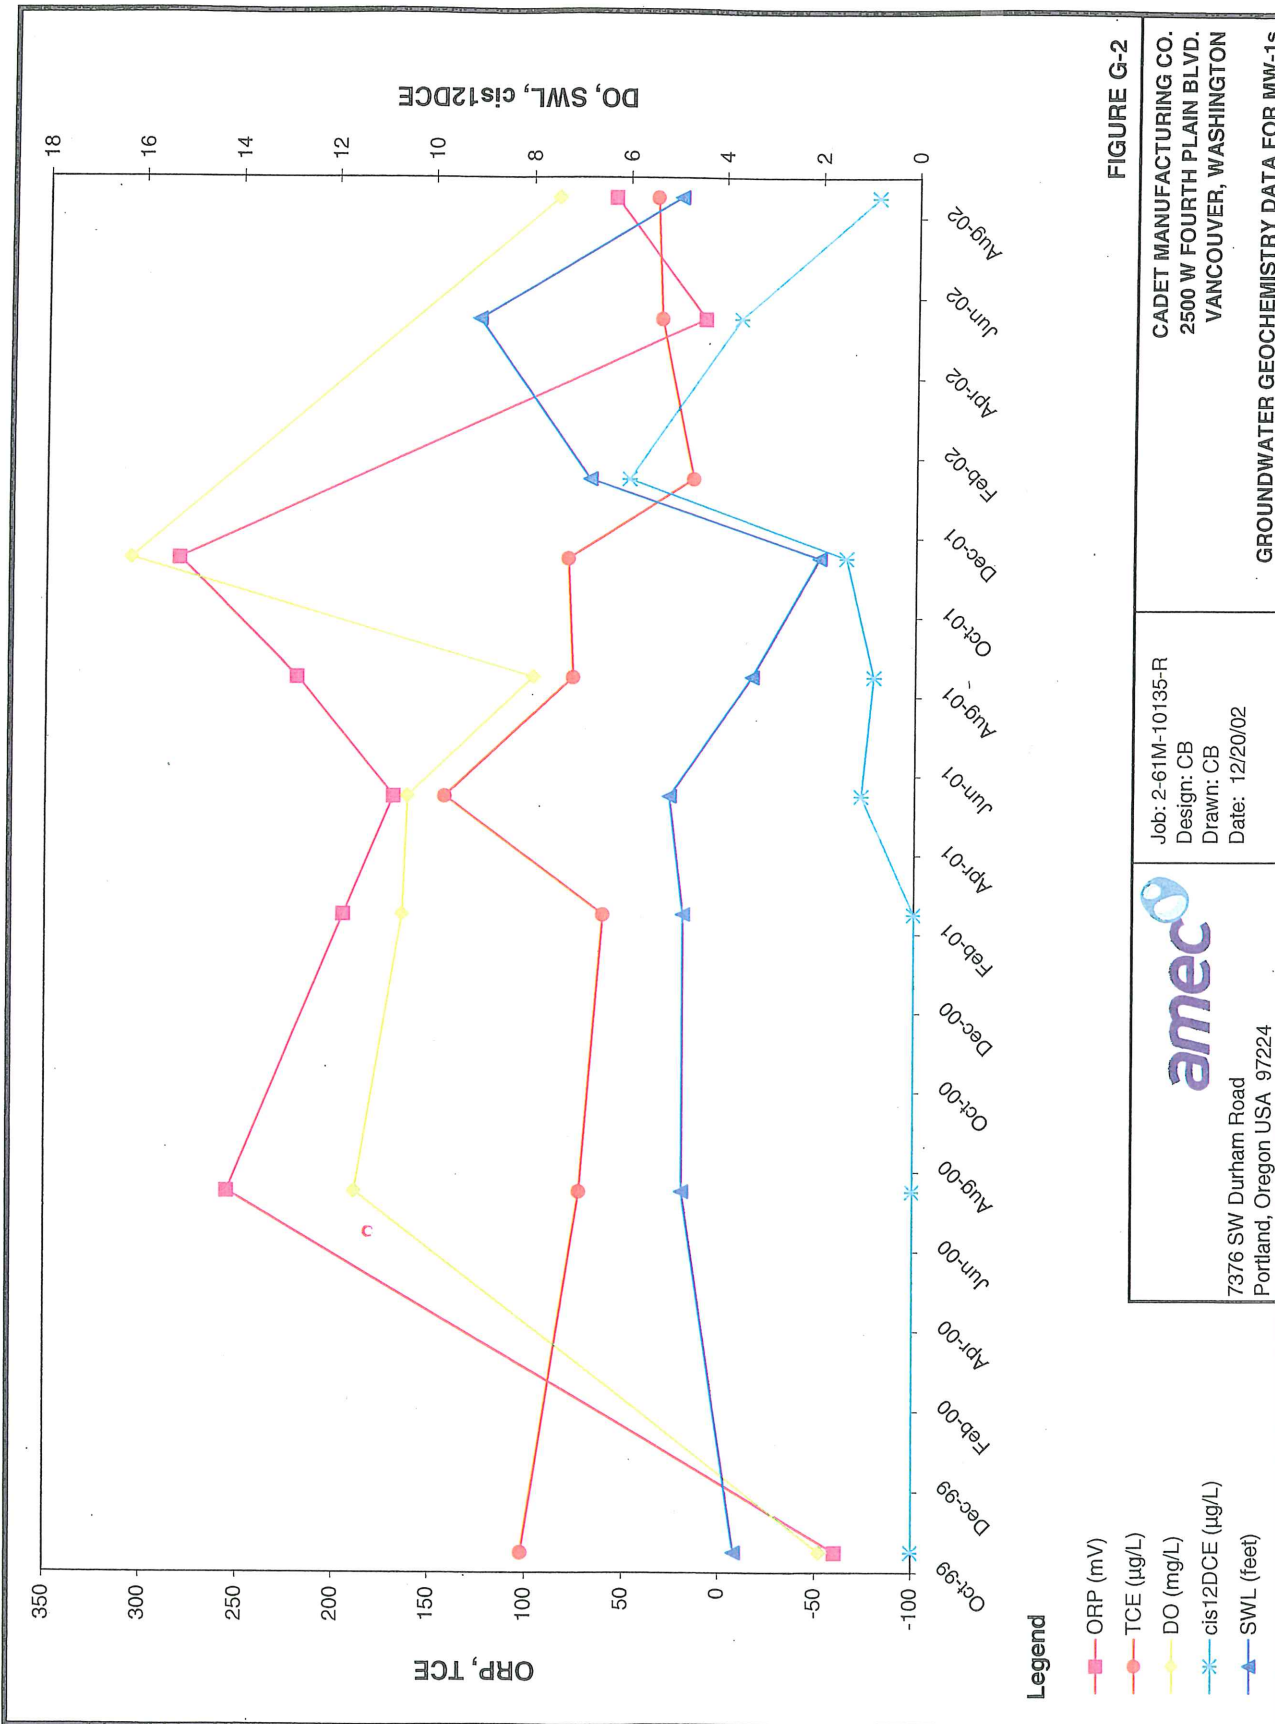 DO, SWL, cis12DCE
18
16
14
12
10
8
6
4
2
0
350
300
250
200
150
100
50
0
-50
-100
ORP, TCE
Oct-99
Dec-99
Feb-00
Apr-00
Jun-00
Aug-00
Oct-00
Dec-00
Feb-01
Apr-01
Jun-01
Aug-01
Oct-01
Dec-01
Feb-02
Apr-02
Jun-02
Aug-02
c
Legend
ORP (mV)
TCE (µg/L)
DO (mg/L)
cis12DCE (µg/L)
SWL (feet)
FIGURE G-2
amec
7376 SW Durham Road
Portland, Oregon USA 97224
Job: 2-61M-10135-R
Design: CB
Drawn: CB
Date: 12/20/02
CADET MANUFACTURING CO.
2500 W FOURTH PLAIN BLVD.
VANCOUVER, WASHINGTON
GROUNDWATER GEOCHEMISTRY DATA FOR MW-1s